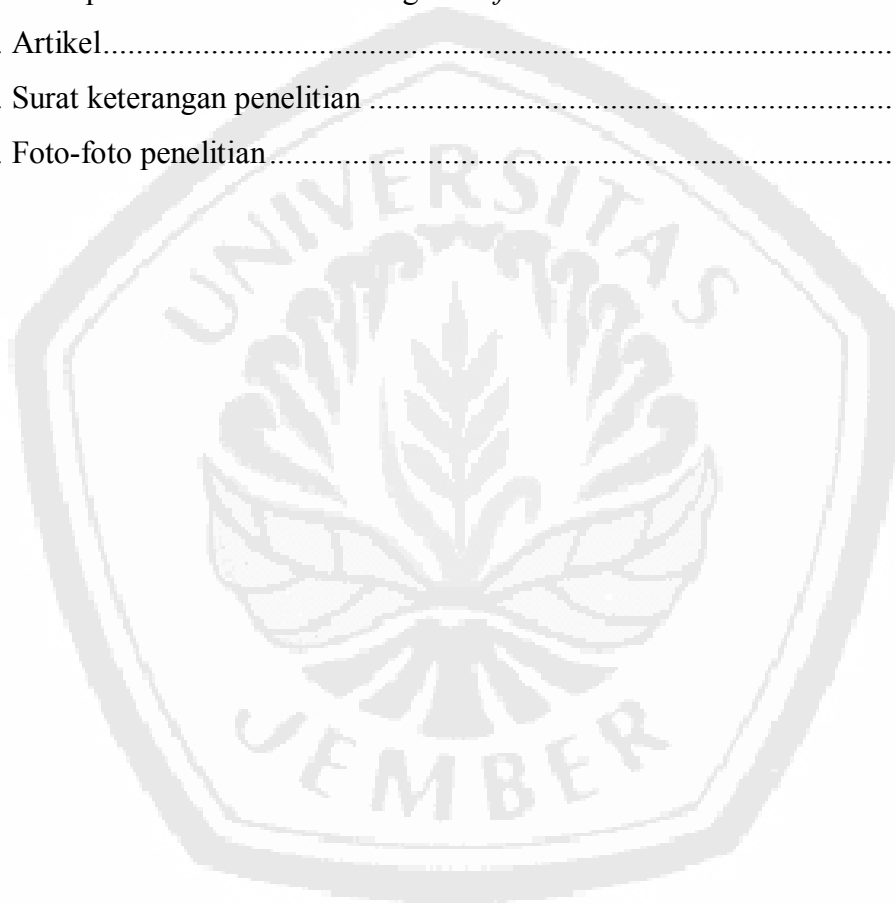 . Artikel................................................................................................
. Surat keterangan penelitian ................................................................
. Foto-foto penelitian............................................................................
UNIVERSITAS
JEMBER